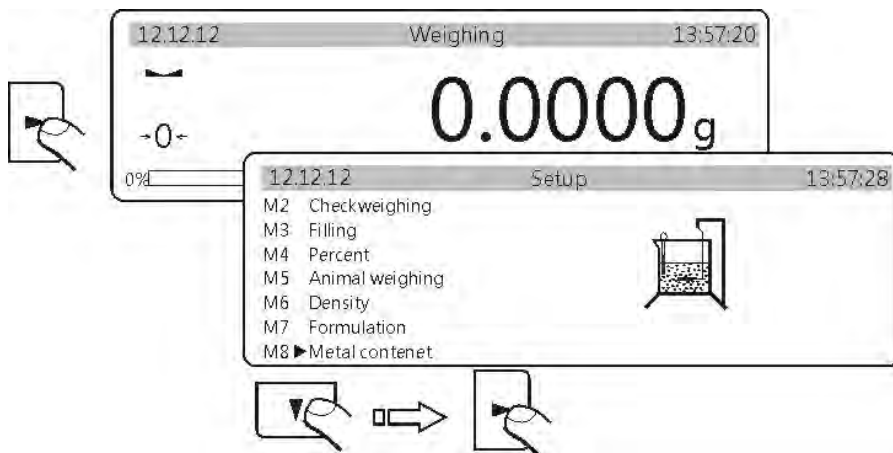 12.12.12 Weighing 13:57:20
→0←
0.0000g
0%
12.12.12 Setup 13:57:28
M2 Checkweighing
M3 Filling
M4 Percent
M5 Animal weighing
M6 Density
M7 Formulation
M8 ▶Metal contenet